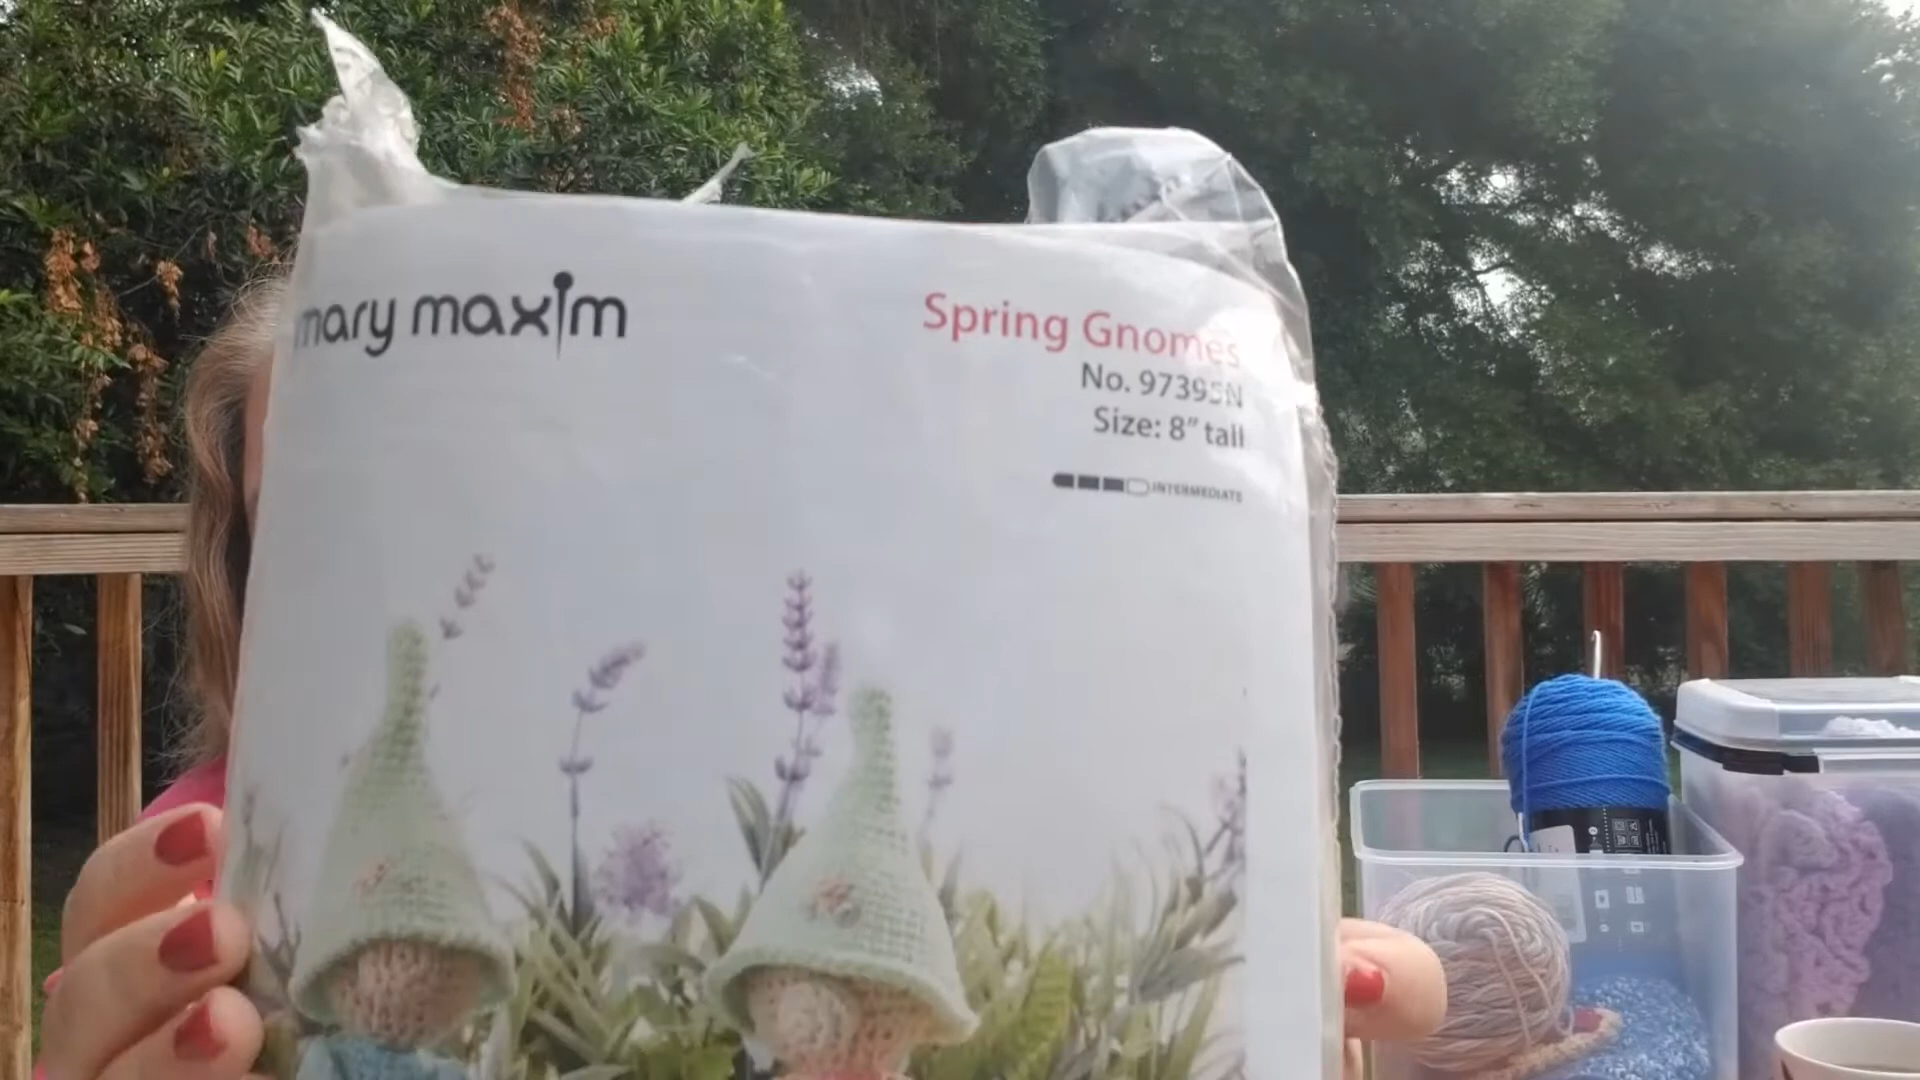 mary maxim
Spring Gnomes
No. 97395N
Size: 8” tall
INTERMEDIATE